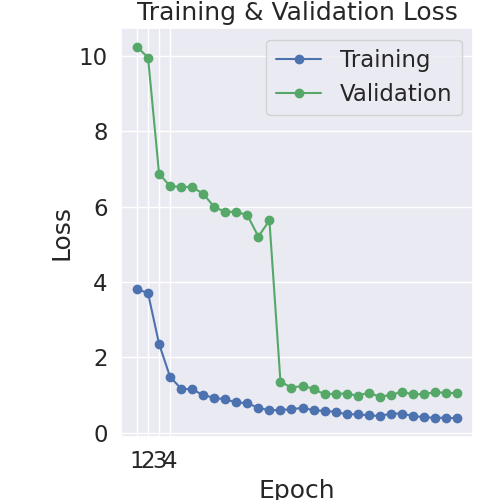 Training & Validation Loss
Training
Validation
Loss
10
8
6
4
2
0
1234
Epoch